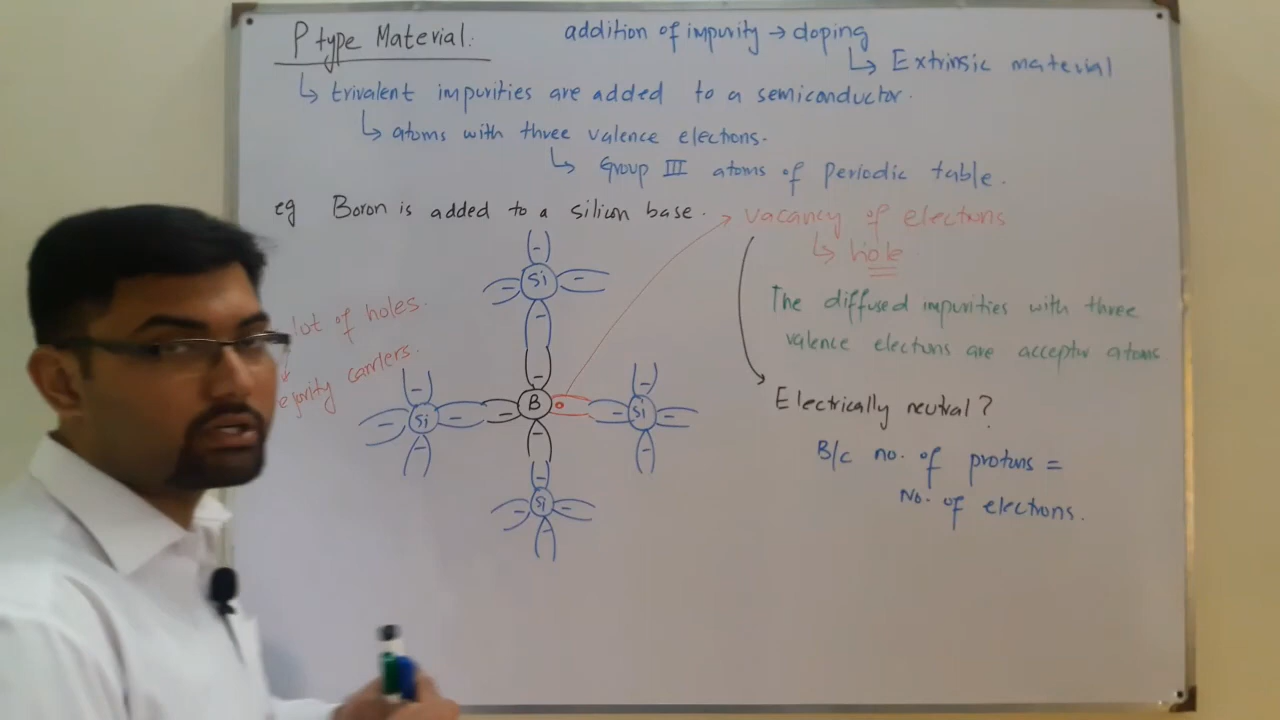 P type Material:
addition of impurity → doping
↳ Extrinsic material
↳ trivalent impurities are added to a semiconductor.
↳ atoms with three valence elections.
↳ Group III atoms of periodic table.
eg Boron is added to a silicon base.
→ vacancy of elections
↳ hole
lot of holes.
carriers.
The diffused impurities with three
valence elections are acceptor atoms
Electrically neutral?
B/c no. of protons =
No. of electrons.
Si
Si
B
Si
Si